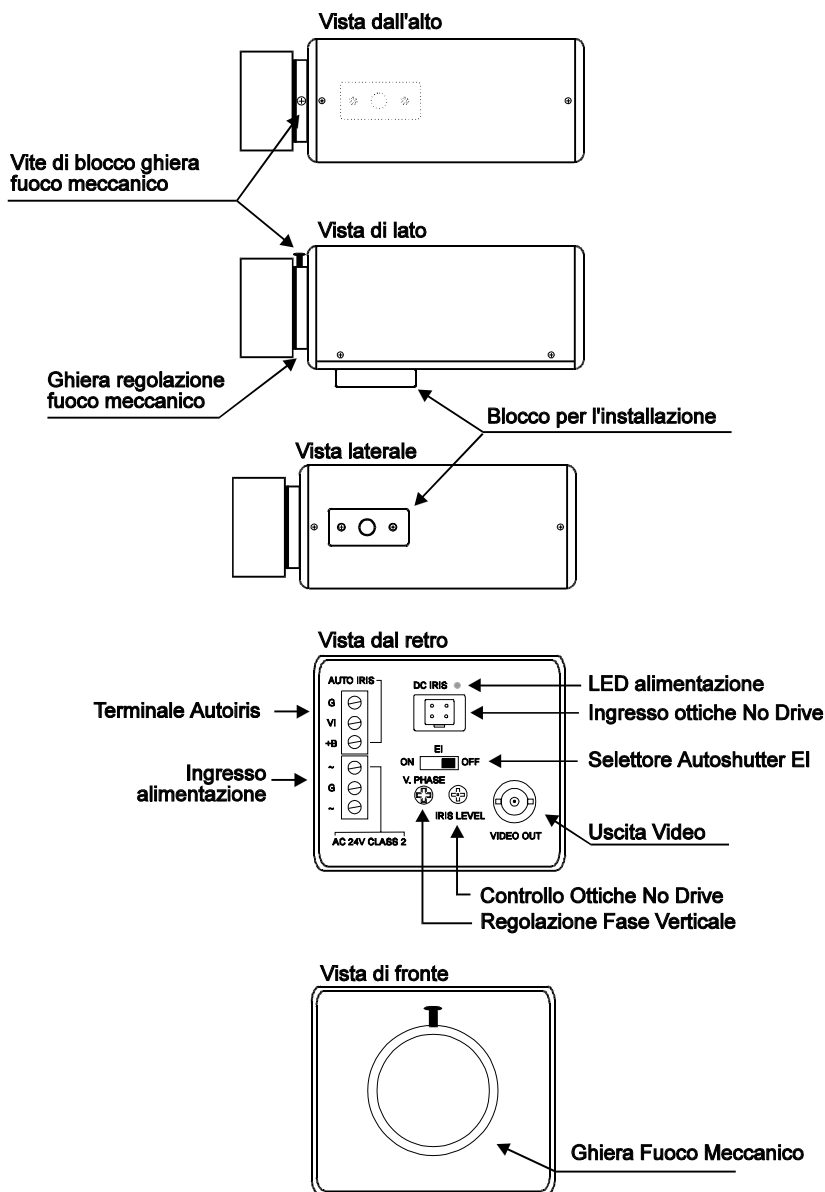 Vista dall'alto
Vite di blocco ghiera
fuoco meccanico
Vista di lato
Ghiera regolazione
fuoco meccanico
Blocco per l'installazione
Vista laterale
Vista dal retro
AUTO IRIS
DC IRIS
LED alimentazione
G
Terminale Autoiris
VI
Ingresso ottiche No Drive
+B
EI
ON
OFF
Selettore Autoshutter EI
~
Ingresso
alimentazione
V. PHASE
G
~
IRIS LEVEL
VIDEO OUT
Uscita Video
AC 24V CLASS 2
Controllo Ottiche No Drive
Regolazione Fase Verticale
Vista di fronte
Ghiera Fuoco Meccanico